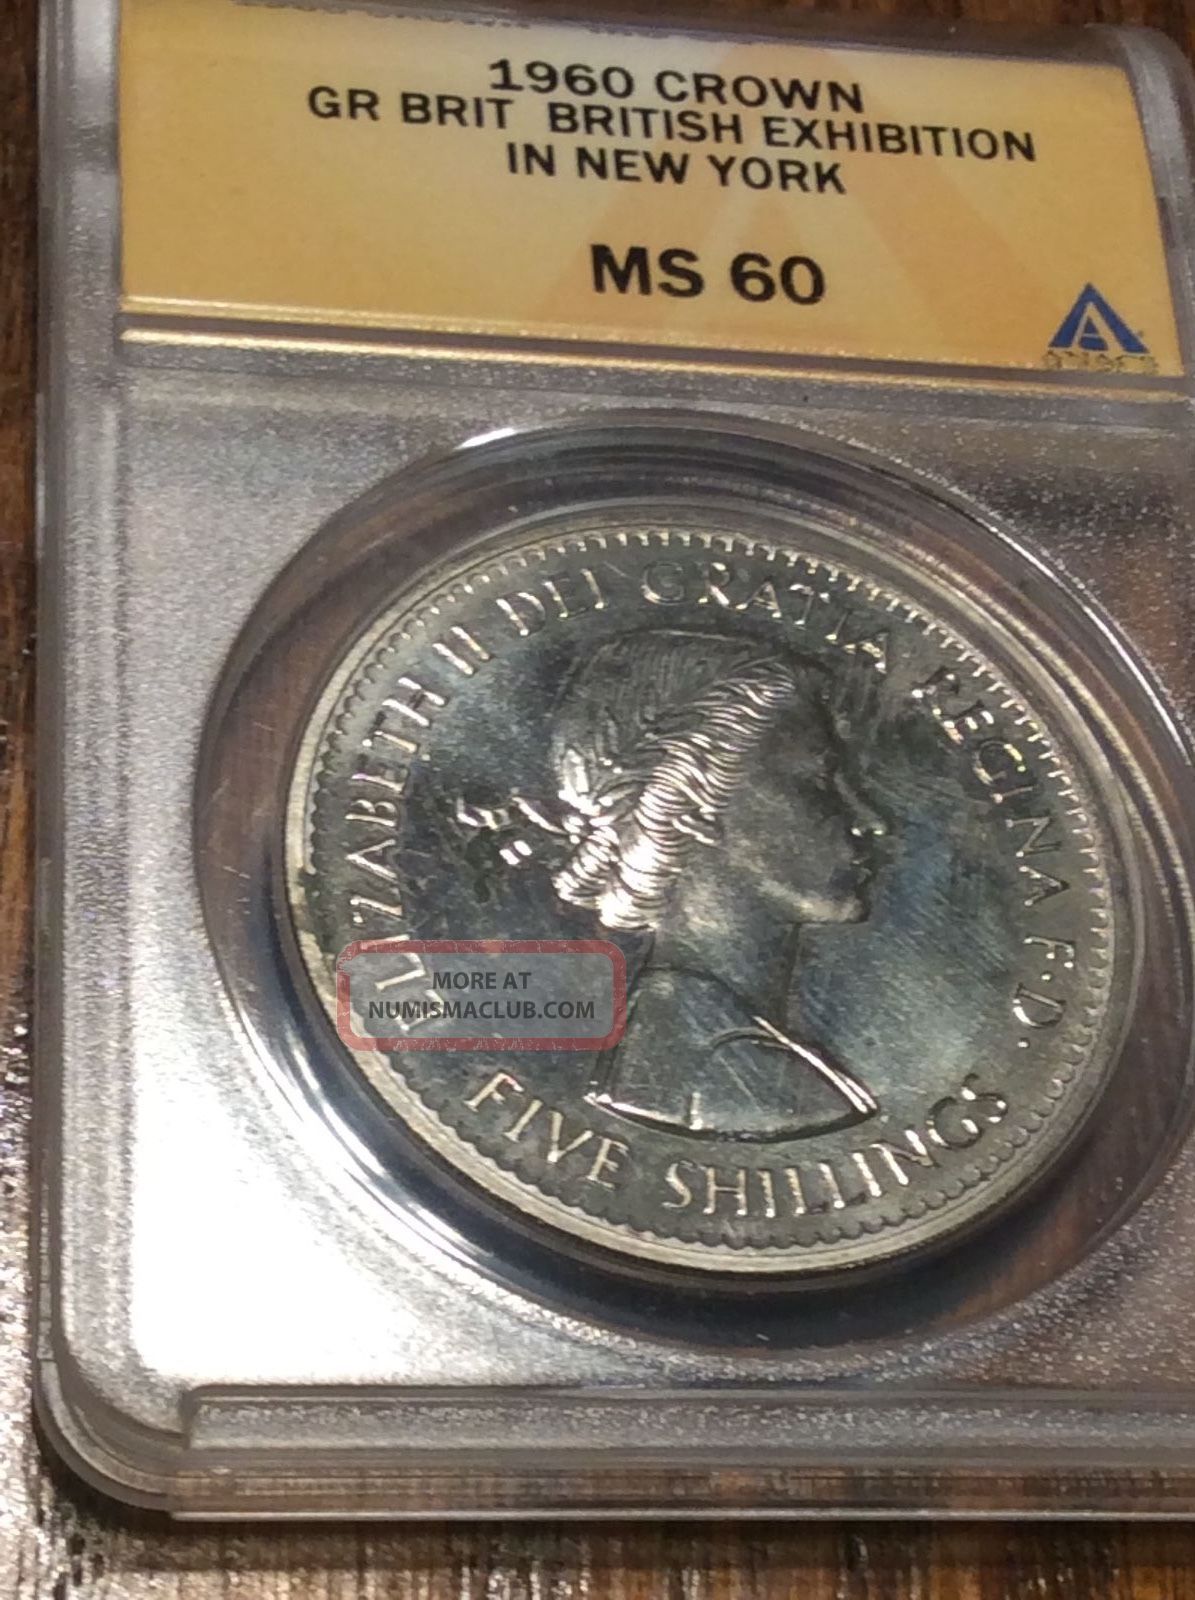 1960 CROWN
GR BRIT BRITISH EXHIBITION
IN NEW YORK
MS 60
ANACS
ELIZABETH II DEI GRATIA REGINA F. D.
FIVE SHILLINGS
MORE AT
NUMISMACLUB.COM